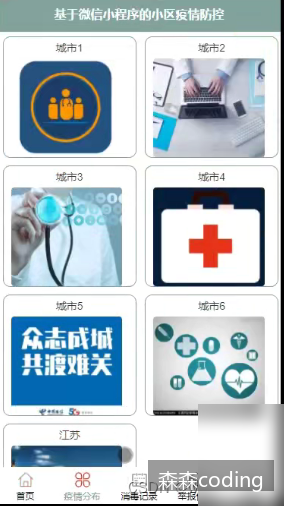 基于微信小程序的小区疫情防控
城市1
城市2
城市3
城市4
城市5
城市6
众志成城
共渡难关
江苏
首页
疫情分布
消毒记录
举报
CSDN
森森coding